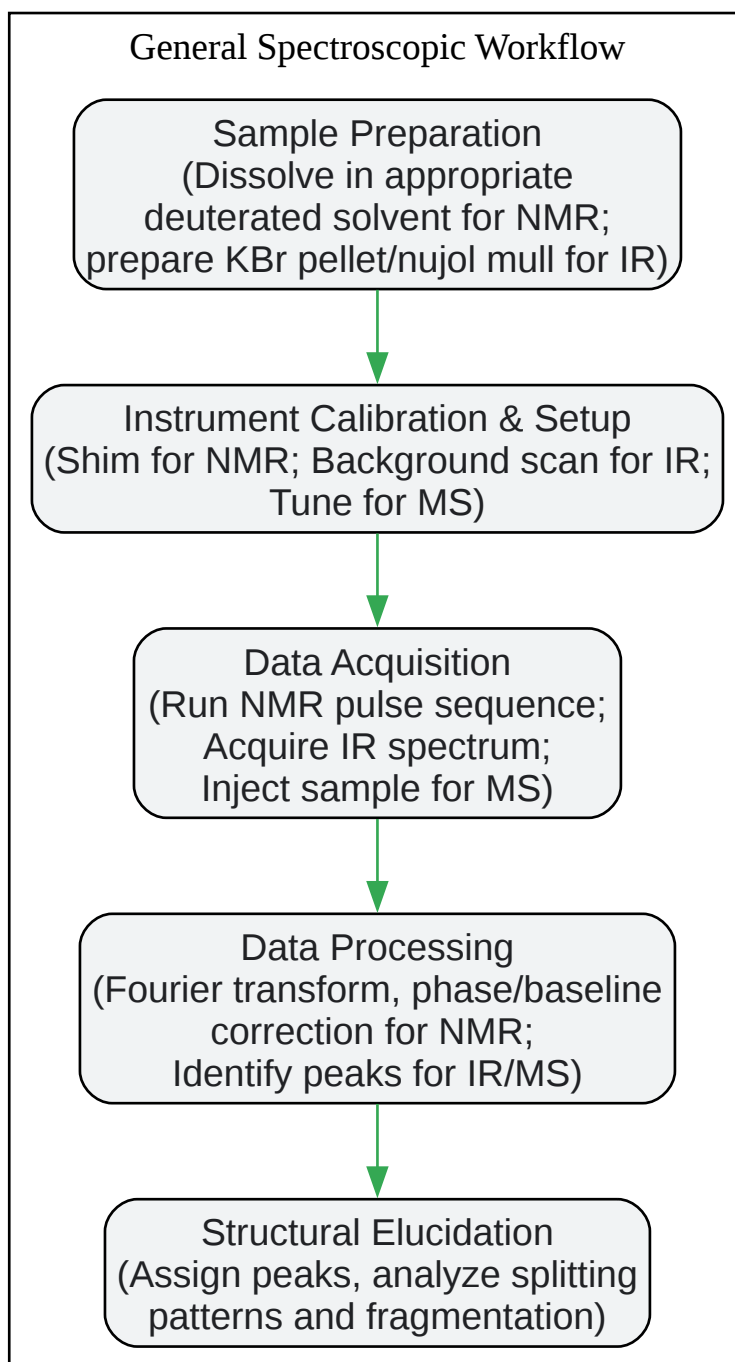 General Spectroscopic Workflow
Sample Preparation
(Dissolve in appropriate
deuterated solvent for NMR;
prepare KBr pellet/nujol mull for IR)
Instrument Calibration & Setup
(Shim for NMR; Background scan for IR;
Tune for MS)
Data Acquisition
(Run NMR pulse sequence;
Acquire IR spectrum;
Inject sample for MS)
Data Processing
(Fourier transform, phase/baseline
correction for NMR;
Identify peaks for IR/MS)
Structural Elucidation
(Assign peaks, analyze splitting
patterns and fragmentation)